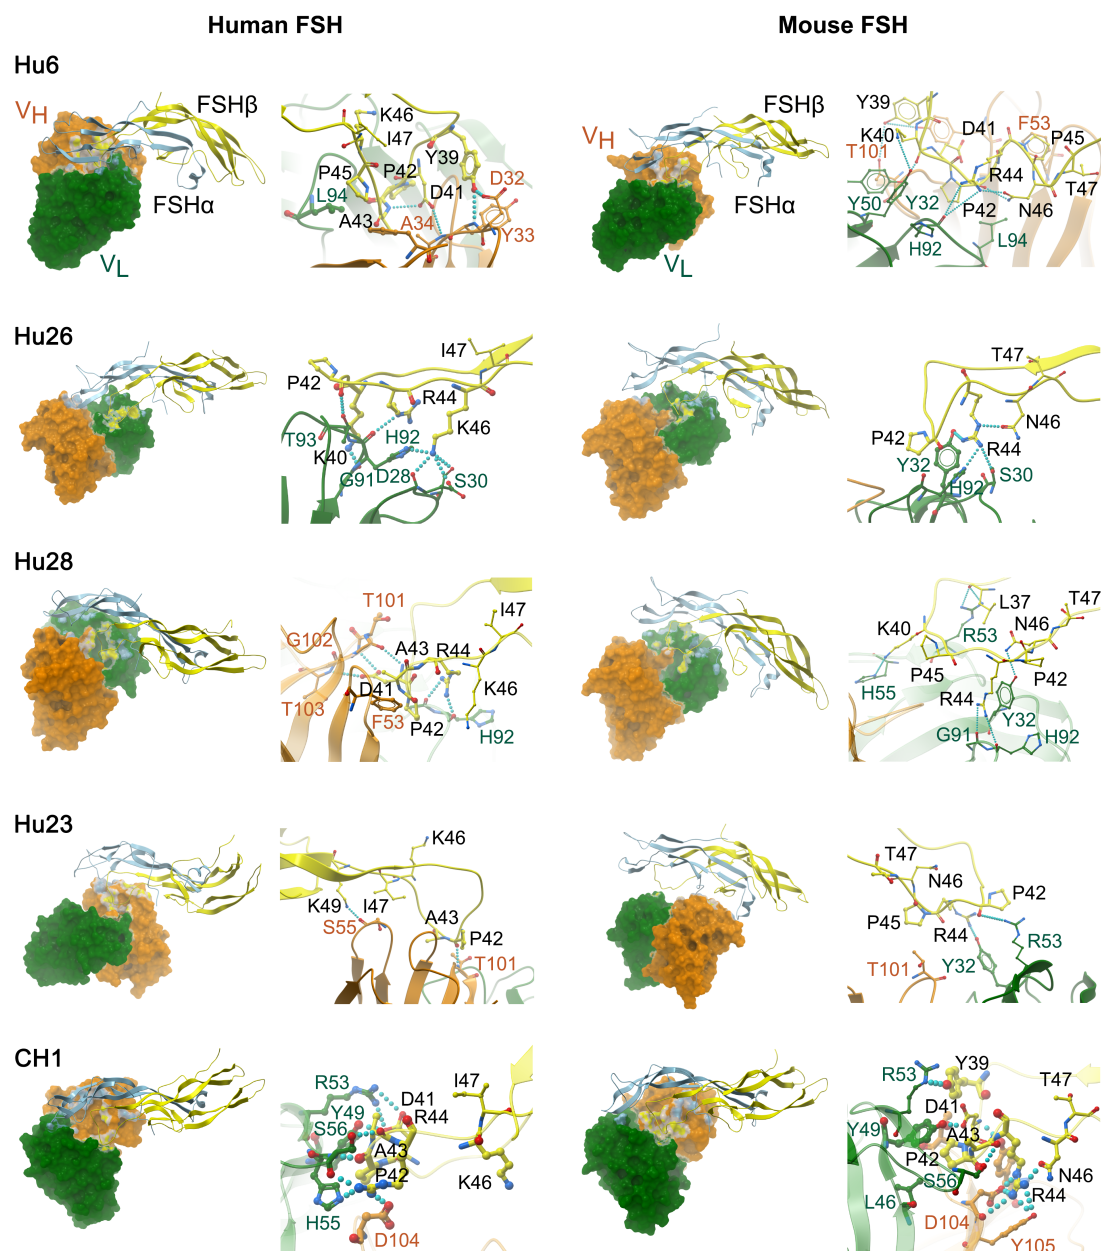 Human FSH
Mouse FSH
Hu6
VH
FSHβ
FSHα
VL
K46
I47
Y39
P45
P42
D41
D32
L94
A43
A34
Y33
VH
FSHβ
FSHα
VL
Y39
K40
D41
F53
P45
T101
R44
T47
Y50
Y32
P42
N46
H92
L94
Hu26
I47
P42
R44
K46
T93
H92
K40
G91
D28
S30
T47
P42
N46
Y32
R44
H92
S30
Hu28
T101
I47
G102
A43
R44
D41
K46
T103
F53
P42
H92
L37
T47
K40
R53
N46
H55
P45
P42
R44
Y32
G91
H92
Hu23
K46
K49
I47
S55
A43
P42
T101
T47
N46
P42
P45
R44
R53
T101
Y32
CH1
R53
I47
D41
Y49
R44
S56
A43
P42
K46
H55
D104
R53
Y39
T47
D41
Y49
A43
P42
S56
N46
L46
R44
D104
Y105